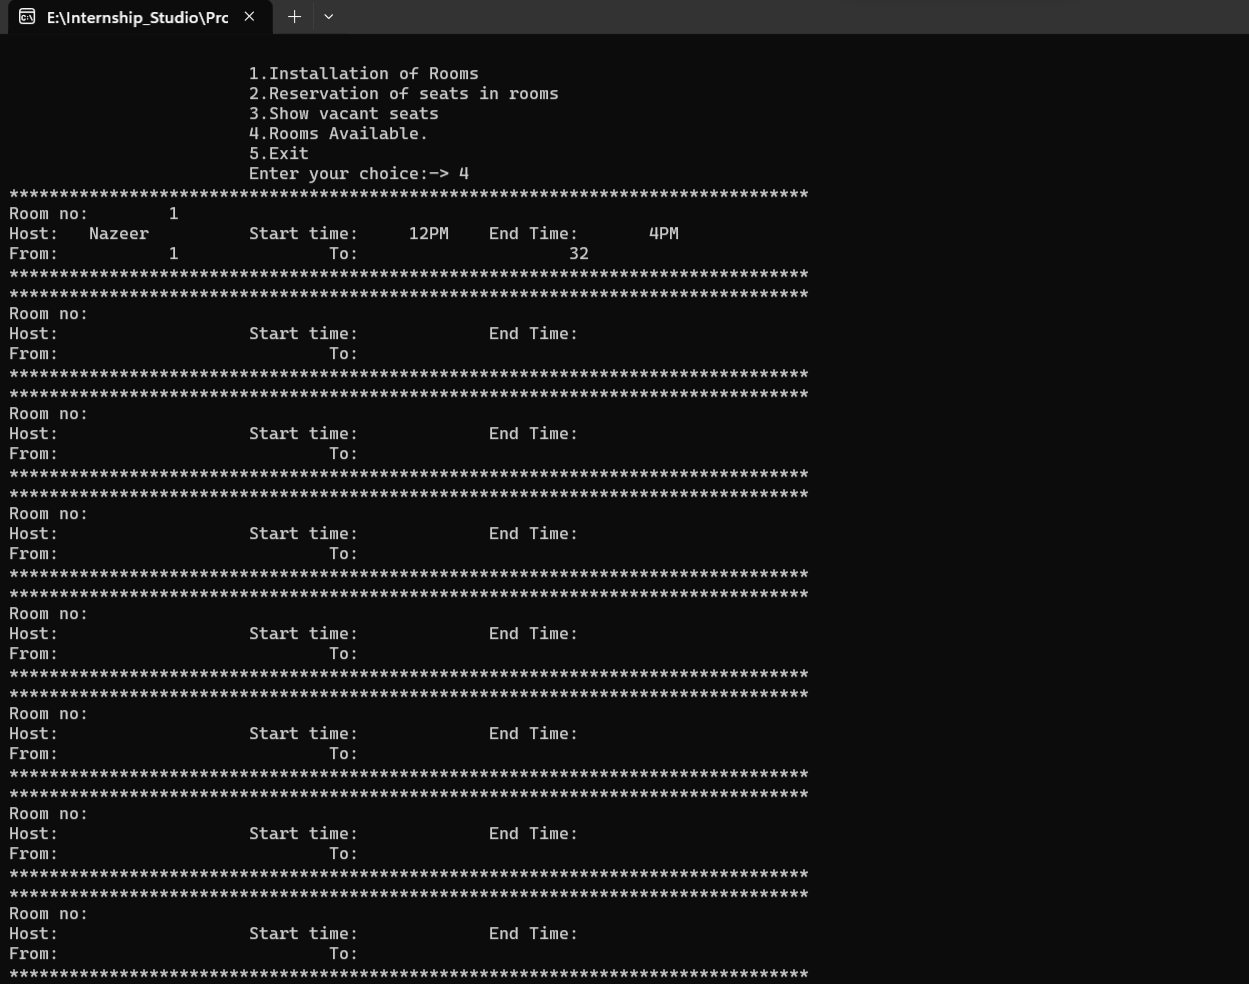 E:\Internship_Studio\Prc
1.Installation of Rooms
2.Reservation of seats in rooms
3.Show vacant seats
4.Rooms Available.
5.Exit
Enter your choice:-> 4
********************************************************************************
Room no: 1
Host: Nazeer Start time: 12PM End Time: 4PM
From: 1 To: 32
********************************************************************************
********************************************************************************
Room no:
Host: Start time: End Time:
From: To:
********************************************************************************
********************************************************************************
Room no:
Host: Start time: End Time:
From: To:
********************************************************************************
********************************************************************************
Room no:
Host: Start time: End Time:
From: To:
********************************************************************************
********************************************************************************
Room no:
Host: Start time: End Time:
From: To:
********************************************************************************
********************************************************************************
Room no:
Host: Start time: End Time:
From: To:
********************************************************************************
********************************************************************************
Room no:
Host: Start time: End Time:
From: To:
********************************************************************************
********************************************************************************
Room no:
Host: Start time: End Time:
From: To:
********************************************************************************